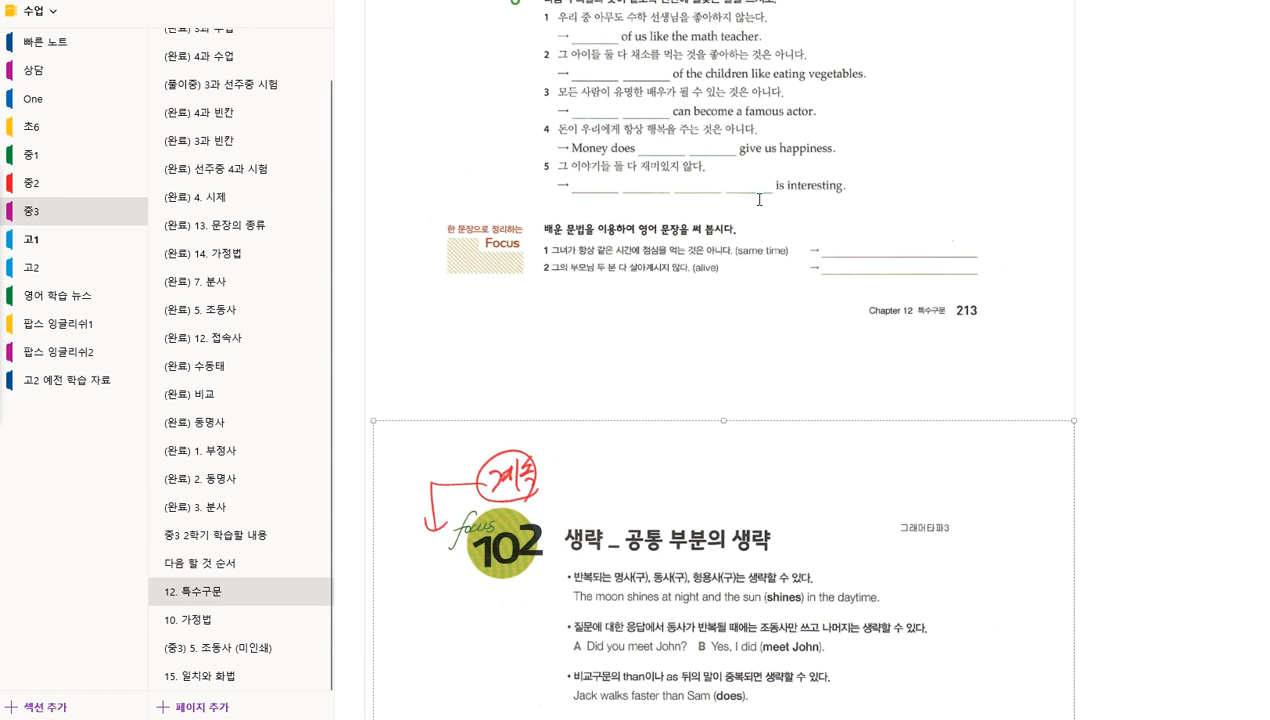 수업
빠른 노트
상담
One
초6
중1
중2
중3
고1
고2
영어 학습 뉴스
팝스 잉글리쉬1
팝스 잉글리쉬2
고2 예전 학습 자료
섹션 추가
(완료) 4과 수업
(풀이중) 3과 선주중 시험
(완료) 4과 빈칸
(완료) 3과 빈칸
(완료) 선주중 4과 시험
(완료) 4. 시제
(완료) 13. 문장의 종류
(완료) 14. 가정법
(완료) 7. 분사
(완료) 5. 조동사
(완료) 12. 접속사
(완료) 수동태
(완료) 비교
(완료) 동명사
(완료) 1. 부정사
(완료) 2. 동명사
(완료) 3. 분사
중3 2학기 학습할 내용
다음 할 것 순서
12. 특수구문
10. 가정법
(중3) 5. 조동사 (미인쇄)
15. 일치와 화법
페이지 추가
1 우리 중 아무도 수학 선생님을 좋아하지 않는다.
→ ________ of us like the math teacher.
2 그 아이들 둘 다 채소를 먹는 것을 좋아하는 것은 아니다.
→ ________ ________ of the children like eating vegetables.
3 모든 사람이 유명한 배우가 될 수 있는 것은 아니다.
→ ________ ________ can become a famous actor.
4 돈이 우리에게 항상 행복을 주는 것은 아니다.
→ Money does ________ ________ give us happiness.
5 그 이야기들 둘 다 재미있지 않다.
→ ________ ________ ________ ________ is interesting.
한 문장으로 정리하는
Focus
배운 문법을 이용하여 영어 문장을 써 봅시다.
1 그녀가 항상 같은 시간에 점심을 먹는 것은 아니다. (same time) →
2 그의 부모님 두 분 다 살아계시지 않다. (alive) →
Chapter 12 특수구문 213
계속
focus
102
생략 _ 공통 부분의 생략
그래머타파3
• 반복되는 명사(구), 동사(구), 형용사(구)는 생략할 수 있다.
The moon shines at night and the sun (shines) in the daytime.
• 질문에 대한 응답에서 동사가 반복될 때에는 조동사만 쓰고 나머지는 생략할 수 있다.
A Did you meet John? B Yes, I did (meet John).
• 비교구문의 than이나 as 뒤의 말이 중복되면 생략할 수 있다.
Jack walks faster than Sam (does).